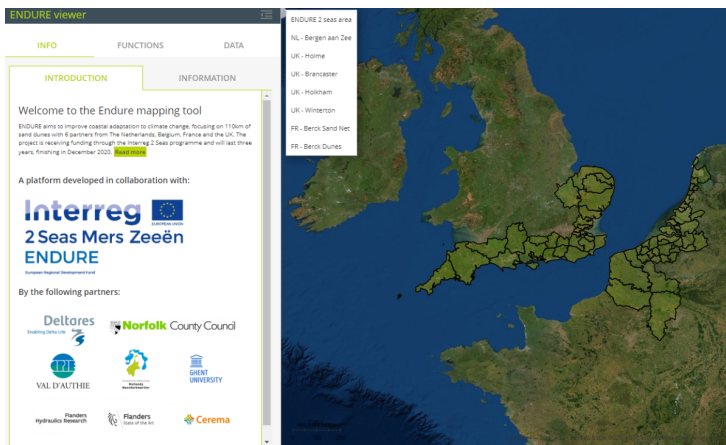 ENDURE viewer
INFO
FUNCTIONS
DATA
INTRODUCTION
INFORMATION
Welcome to the Endure mapping tool
ENDURE aims to improve coastal adaptation to climate change, focusing on 110km of
sand dunes with 6 partners from The Netherlands, Belgium, France and the UK. The
project is receiving funding through the Interreg 2 Seas programme and will last three
years, finishing in December 2020. Read more
A platform developed in collaboration with:
Interreg
EUROPEAN UNION
2 Seas Mers Zeeën
ENDURE
European Regional Development Fund
By the following partners:
Deltares
Enabling Delta Life
Norfolk County Council
CPIE
VAL D'AUTHIE
Hollands
Noorderkwartier
GHENT
UNIVERSITY
Flanders
Hydraulics Research
Flanders
State of the Art
Cerema
ENDURE 2 seas area
NL - Bergen aan Zee
UK - Holme
UK - Brancaster
UK - Holkham
UK - Winterton
FR - Berck Sand Net
FR - Berck Dunes